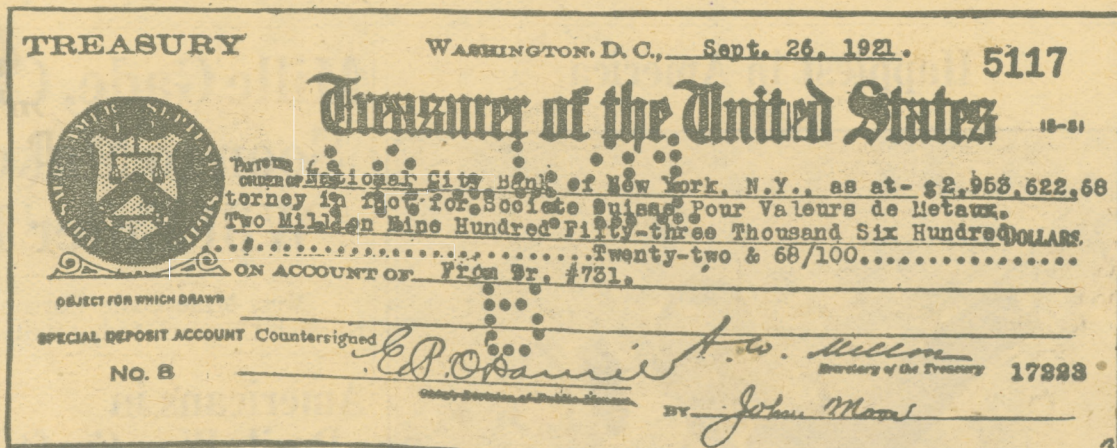 TREASURY
WASHINGTON, D. C., Sept. 26, 1921.
5117
Treasurer of the United States
PAY TO THE
ORDER OF National City Bank of New York, N.Y., as at- $2,953,622,68
torney in fact for Societe Suisse Pour Valeurs de Metaux.
Two Million Nine Hundred Fifty-three Thousand Six Hundred DOLLARS.
Twenty-two & 68/100
ON ACCOUNT OF From Tr. #731.
OBJECT FOR WHICH DRAWN
SPECIAL DEPOSIT ACCOUNT Countersigned
A. W. Mellon
Secretary of the Treasury
No. 8
17223
BY